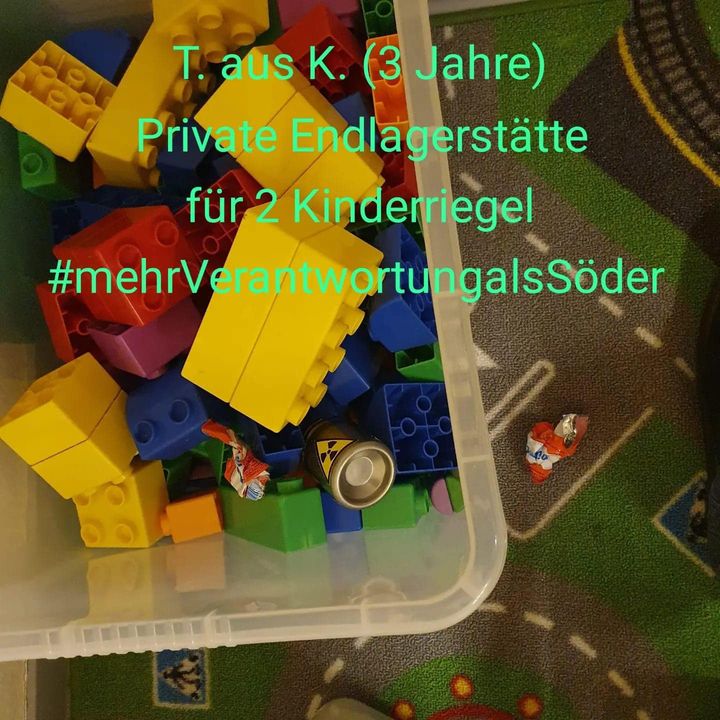 T. aus K. (3 Jahre)
Private Endlagerstätte
für 2 Kinderriegel
#mehrVerantwortungalsSöder